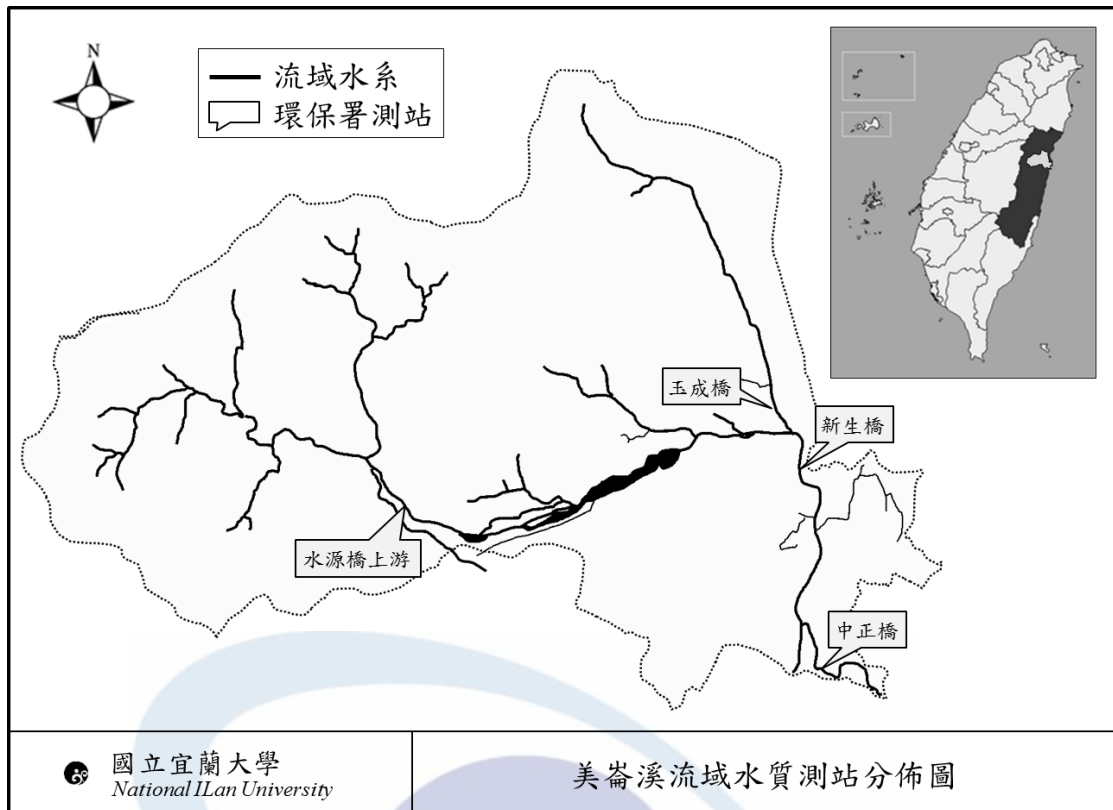 N
流域水系
環保署測站
玉成橋
新生橋
水源橋上游
中正橋
國立宜蘭大學
National ILan University
美崙溪流域水質測站分佈圖